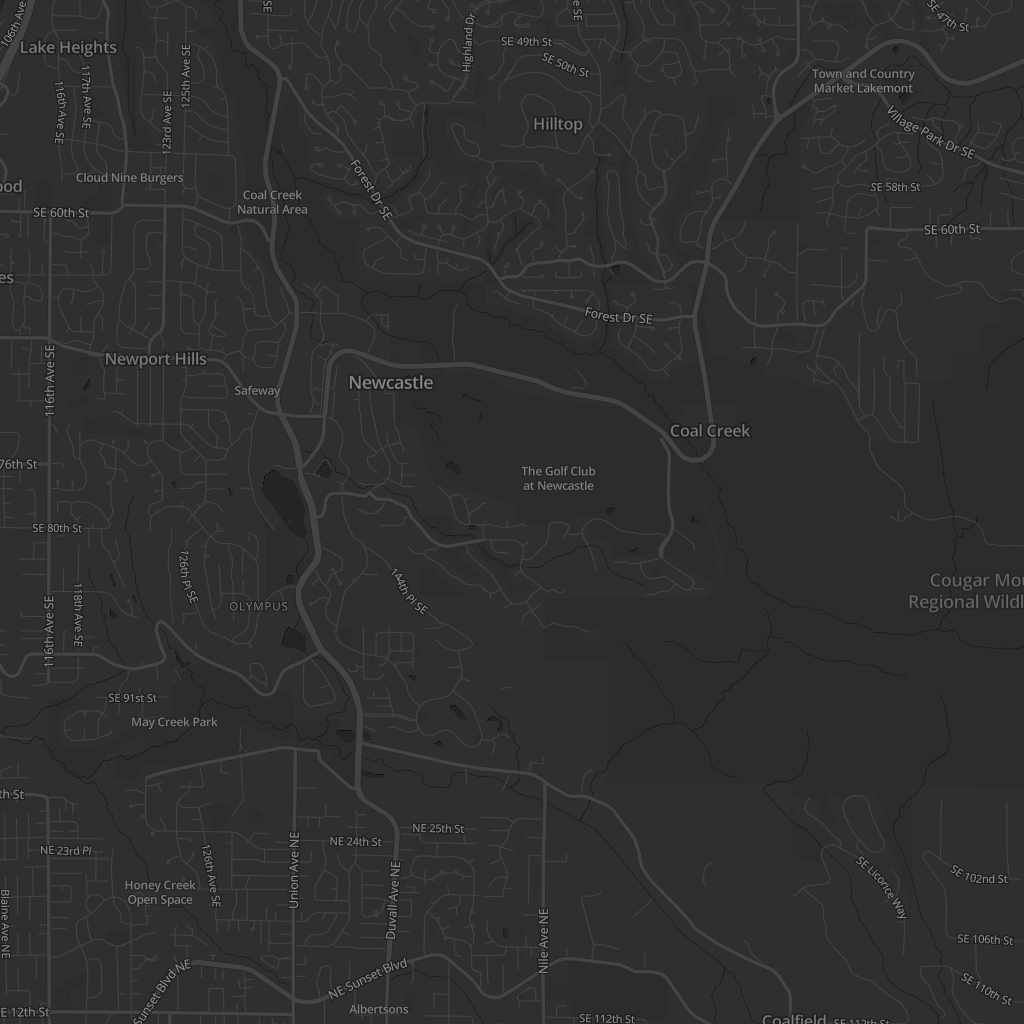 106th Ave
SE
SE
SE 47th St
Lake Heights
Highland Dr
SE 49th St
SE 50th St
116th Ave SE
117th Ave SE
123rd Ave SE
125th Ave SE
Town and Country
Market Lakemont
Hilltop
Village Park Dr SE
Cloud Nine Burgers
ood
Forest Dr SE
Coal Creek
Natural Area
SE 58th St
SE 60th St
SE 60th St
es
Forest Dr SE
Newport Hills
116th Ave SE
Safeway
Newcastle
Coal Creek
76th St
The Golf Club
at Newcastle
SE 80th St
126th Pl SE
144th Pl SE
Cougar Mou
Regional Wildl
OLYMPUS
118th Ave SE
116th Ave SE
SE 91st St
May Creek Park
th St
NE 25th St
NE 24th St
NE 23rd Pl
126th Ave SE
Union Ave NE
Duvall Ave NE
SE Licorice Way
SE 102nd St
Honey Creek
Open Space
Blaine Ave NE
Nile Ave NE
SE 106th St
Sunset Blvd NE
NE Sunset Blvd
SE 110th St
E 12th St
Albertsons
SE 112th St
Coalfield
SE 112th St